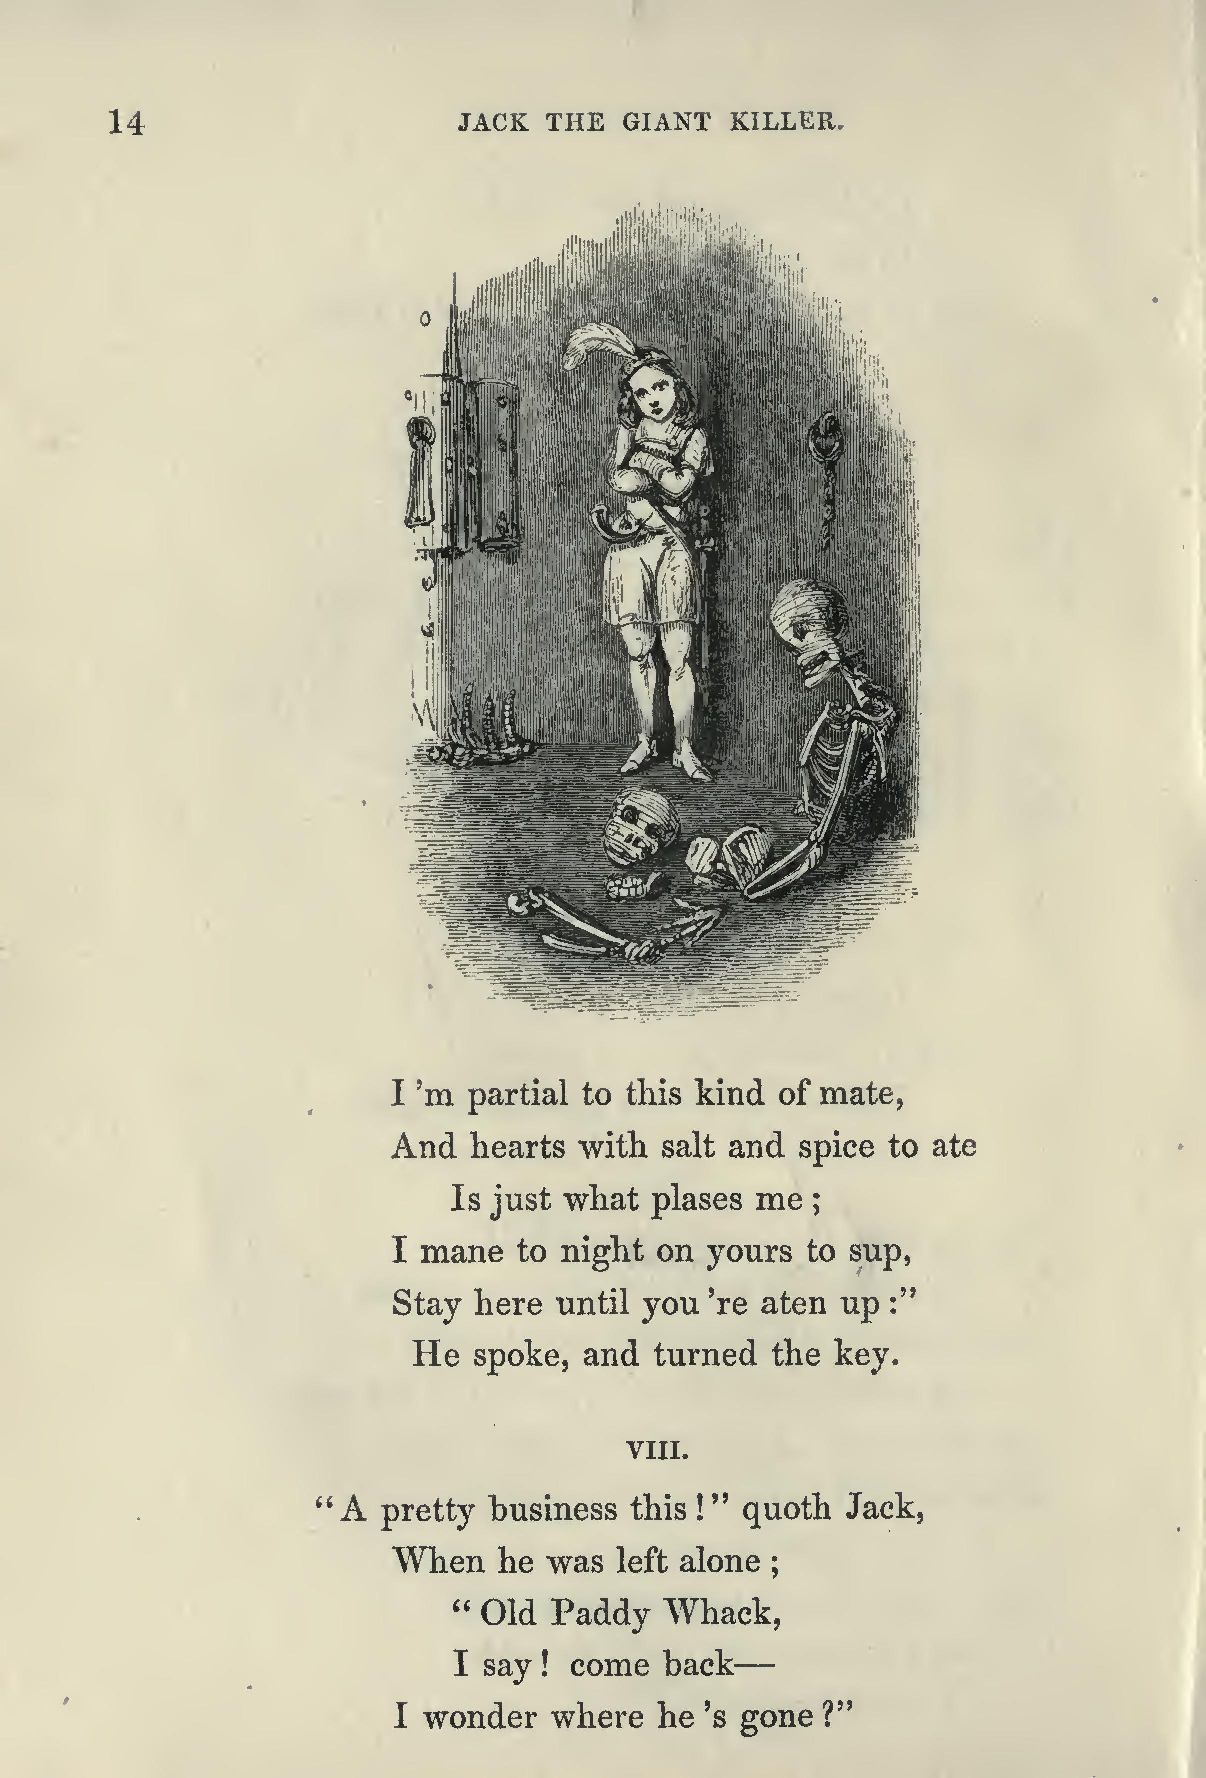 14
JACK THE GIANT KILLER.
I 'm partial to this kind of mate,
And hearts with salt and spice to ate
Is just what plases me ;
I mane to night on yours to sup,
Stay here until you 're aten up :”
He spoke, and turned the key.
VIII.
“ A pretty business this ! ” quoth Jack,
When he was left alone ;
“ Old Paddy Whack,
I say ! come back—
I wonder where he 's gone ?”